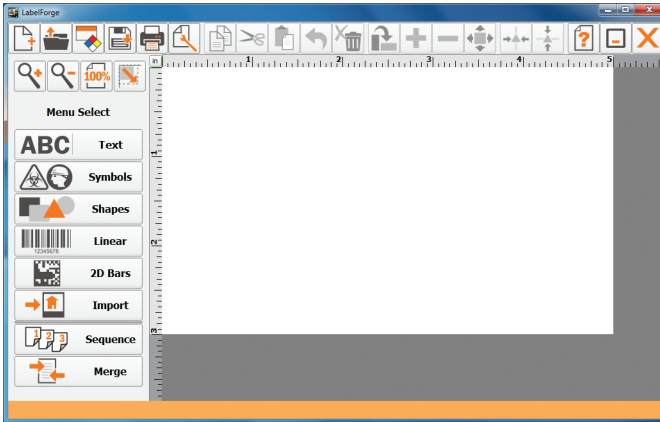 LabelForge
100%
in
1
2
3
4
5
Menu Select
ABC Text
Symbols
Shapes
12345678 Linear
2D Bars
Import
1 2 3 Sequence
Merge
1
2
3